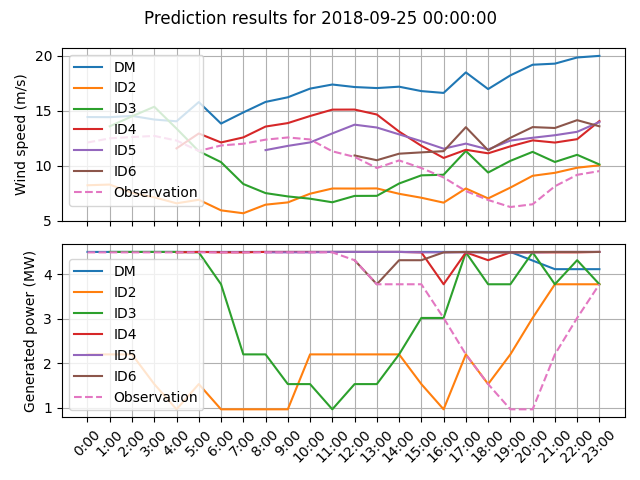 Prediction results for 2018-09-25 00:00:00
Wind speed (m/s)
20
15
10
5
DM
ID2
ID3
ID4
ID5
ID6
Observation
Generated power (MW)
4
3
2
1
DM
ID2
ID3
ID4
ID5
ID6
Observation
0:00
1:00
2:00
3:00
4:00
5:00
6:00
7:00
8:00
9:00
10:00
11:00
12:00
13:00
14:00
15:00
16:00
17:00
18:00
19:00
20:00
21:00
22:00
23:00